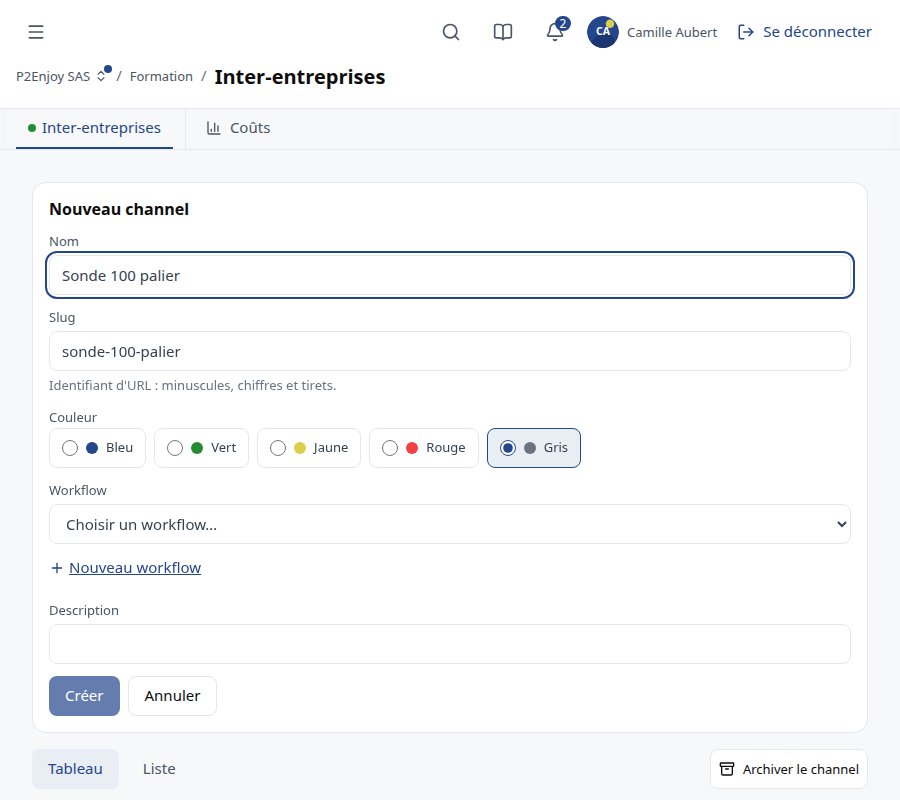 2
CA
Camille Aubert
Se déconnecter
P2Enjoy SAS / Formation / Inter-entreprises
Inter-entreprises
Coûts
Nouveau channel
Nom
Sonde 100 palier
Slug
sonde-100-palier
Identifiant d'URL : minuscules, chiffres et tirets.
Couleur
Bleu
Vert
Jaune
Rouge
Gris
Workflow
Choisir un workflow...
+ Nouveau workflow
Description
Créer
Annuler
Tableau
Liste
Archiver le channel